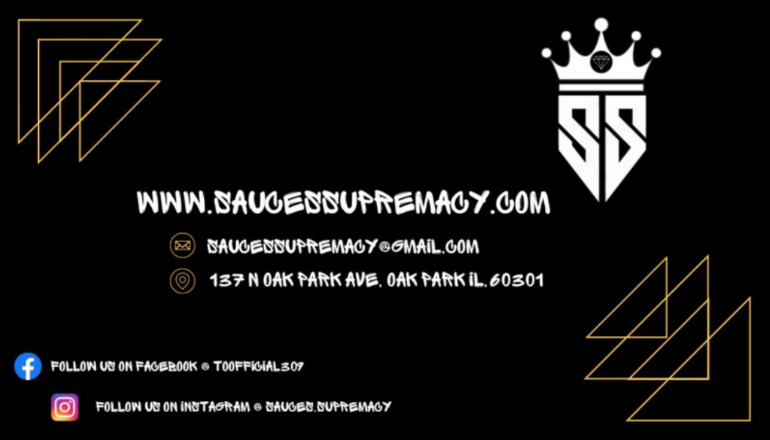 SS
WWW.SAUCESSUPREMACY.COM
SAUCESSUPREMACY@GMAIL.COM
137 N OAK PARK AVE, OAK PARK IL, 60301
FOLLOW US ON FACEBOOK @ TOOFFICIAL309
FOLLOW US ON INSTAGRAM @ SAUCES.SUPREMACY